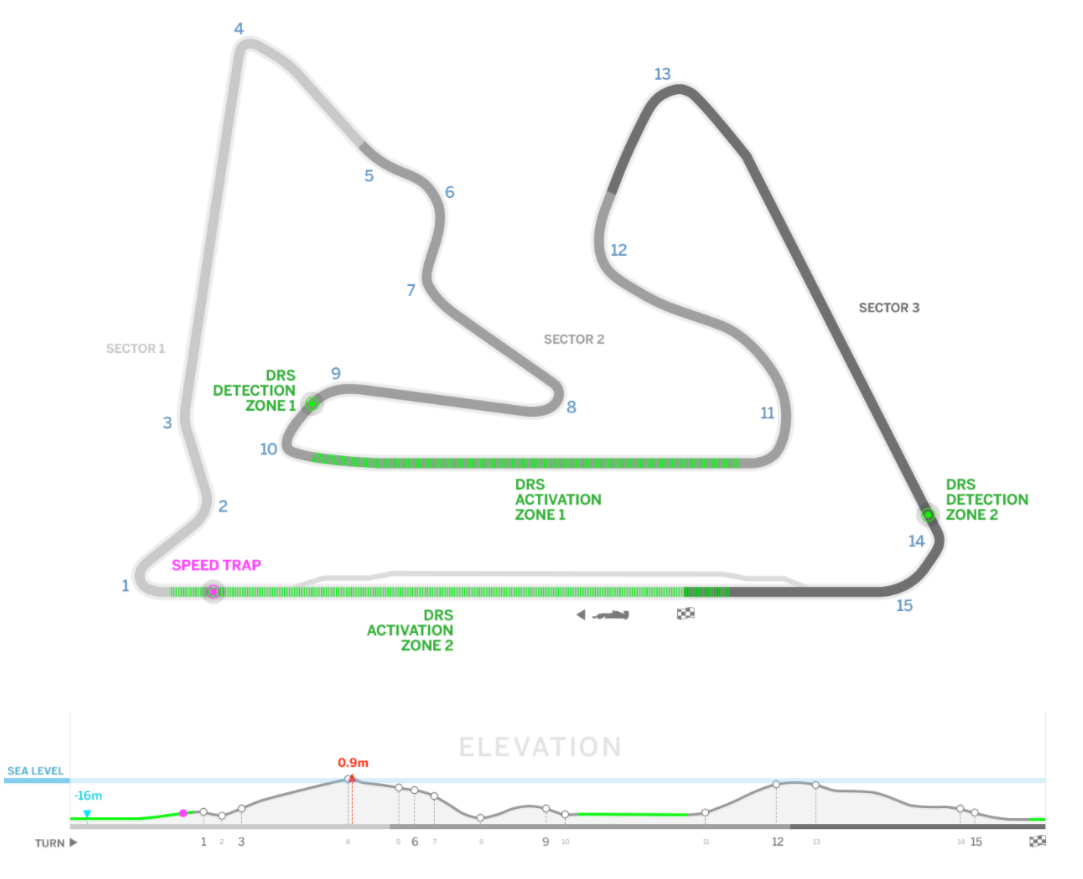 4
13
5
6
12
7
SECTOR 3
SECTOR 1
SECTOR 2
DRS
DETECTION
ZONE 1
9
3
8
11
10
DRS
ACTIVATION
ZONE 1
DRS
DETECTION
ZONE 2
2
14
SPEED TRAP
1
15
DRS
ACTIVATION
ZONE 2
ELEVATION
0.9m
SEA LEVEL
-16m
TURN 1 2 3 4 5 6 7 8 9 10 11 12 13 14 15